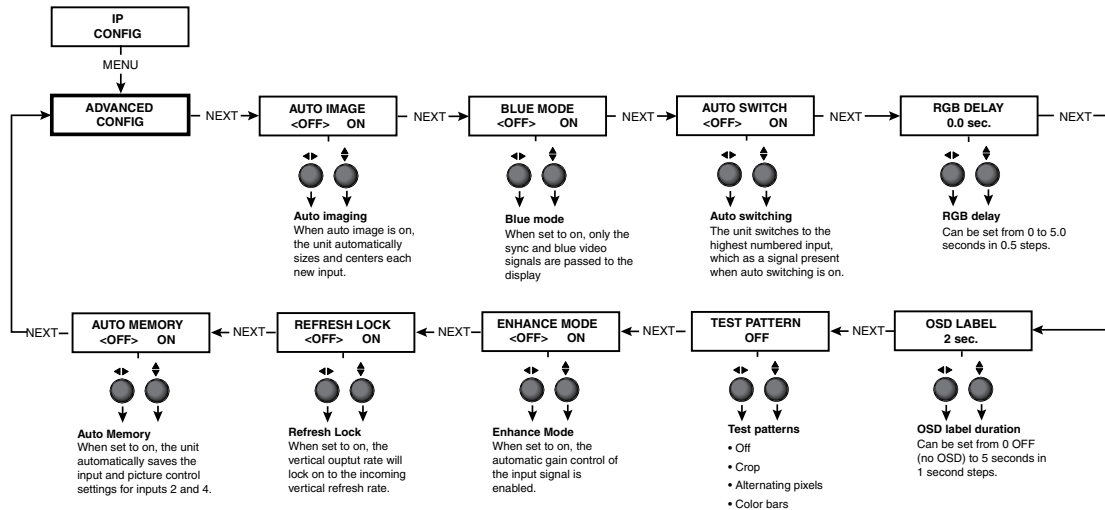 IP
CONFIG
MENU
ADVANCED
CONFIG
NEXT
AUTO IMAGE
<OFF> ON
NEXT
BLUE MODE
<OFF> ON
NEXT
AUTO SWITCH
<OFF> ON
NEXT
RGB DELAY
0.0 sec.
NEXT
Auto imaging
When auto image is on,
the unit automatically
sizes and centers each
new input.
Blue mode
When set to on, only the
sync and blue video
signals are passed to the
display
Auto switching
The unit switches to the
highest numbered input,
which as a signal present
when auto switching is on.
RGB delay
Can be set from 0 to 5.0
seconds in 0.5 steps.
NEXT
AUTO MEMORY
<OFF> ON
NEXT
REFRESH LOCK
<OFF> ON
NEXT
ENHANCE MODE
<OFF> ON
NEXT
TEST PATTERN
OFF
NEXT
OSD LABEL
2 sec.
Auto Memory
When set to on, the unit
automatically saves the
input and picture control
settings for inputs 2 and 4.
Refresh Lock
When set to on, the
vertical ouptut rate will
lock on to the incoming
vertical refresh rate.
Enhance Mode
When set to on, the
automatic gain control of
the input signal is
enabled.
Test patterns
• Off
• Crop
• Alternating pixels
• Color bars
OSD label duration
Can be set from 0 OFF
(no OSD) to 5 seconds in
1 second steps.